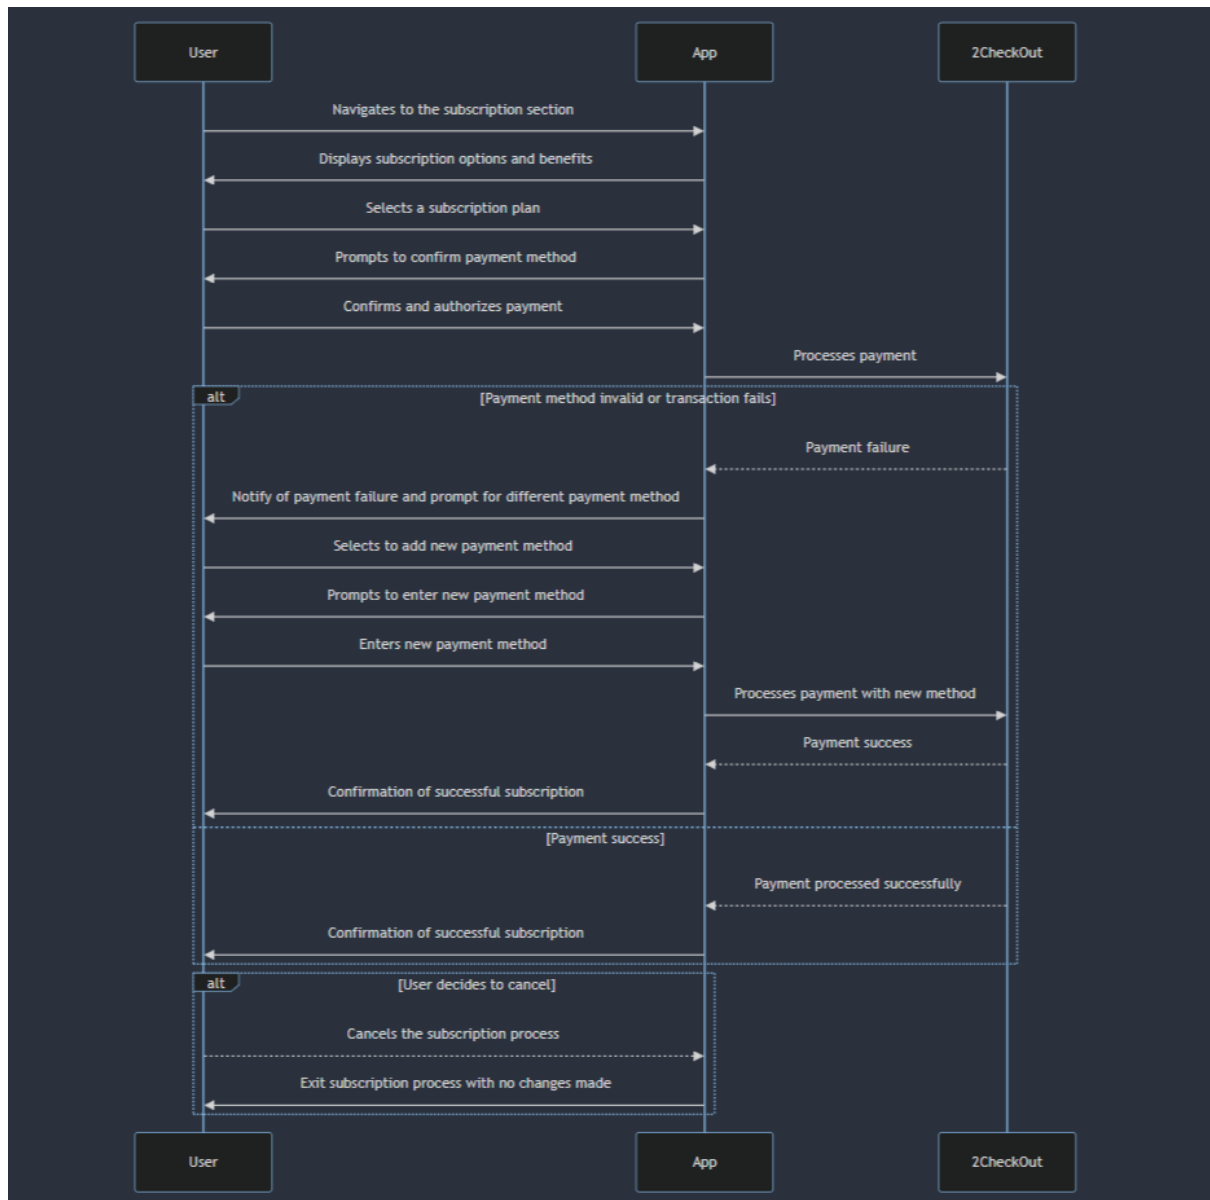 User
App
2CheckOut
Navigates to the subscription section
Displays subscription options and benefits
Selects a subscription plan
Prompts to confirm payment method
Confirms and authorizes payment
Processes payment
alt
[Payment method invalid or transaction fails]
Payment failure
Notify of payment failure and prompt for different payment method
Selects to add new payment method
Prompts to enter new payment method
Enters new payment method
Processes payment with new method
Payment success
Confirmation of successful subscription
[Payment success]
Payment processed successfully
Confirmation of successful subscription
alt
[User decides to cancel]
Cancels the subscription process
Exit subscription process with no changes made
User
App
2CheckOut